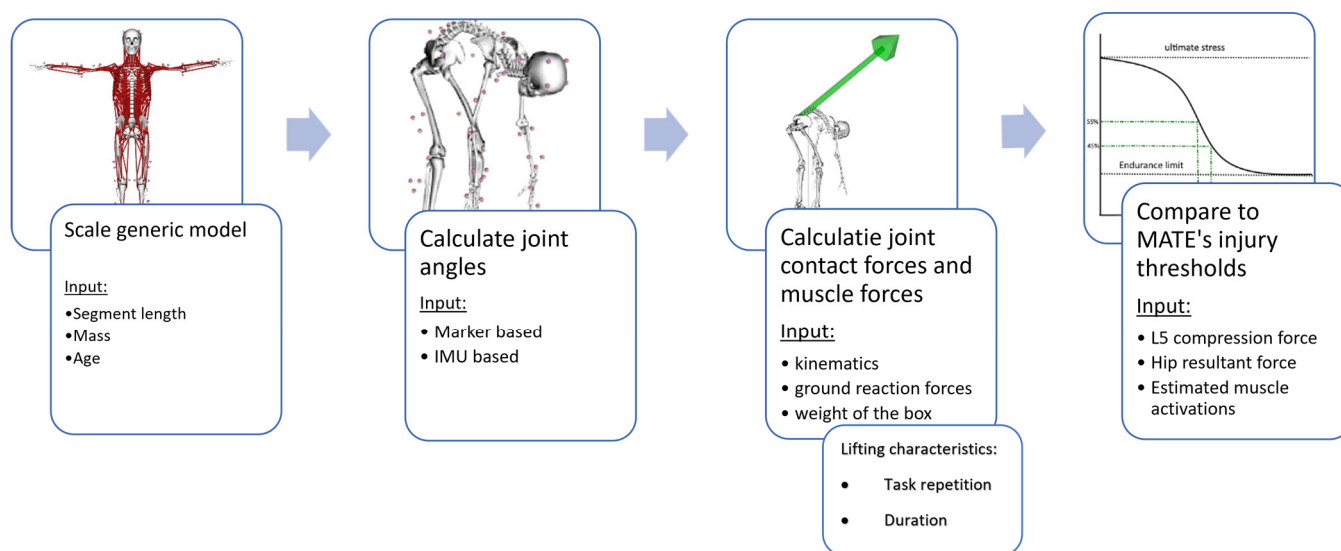 Scale generic model
Input:
•Segment length
•Mass
•Age
Calculate joint
angles
Input:
• Marker based
• IMU based
Calculatie joint
contact forces and
muscle forces
Input:
• kinematics
• ground reaction forces
• weight of the box
Lifting characteristics:
• Task repetition
• Duration
ultimate stress
55%
45%
Endurance limit
Compare to
MATE's injury
thresholds
Input:
• L5 compression force
• Hip resultant force
• Estimated muscle
activations